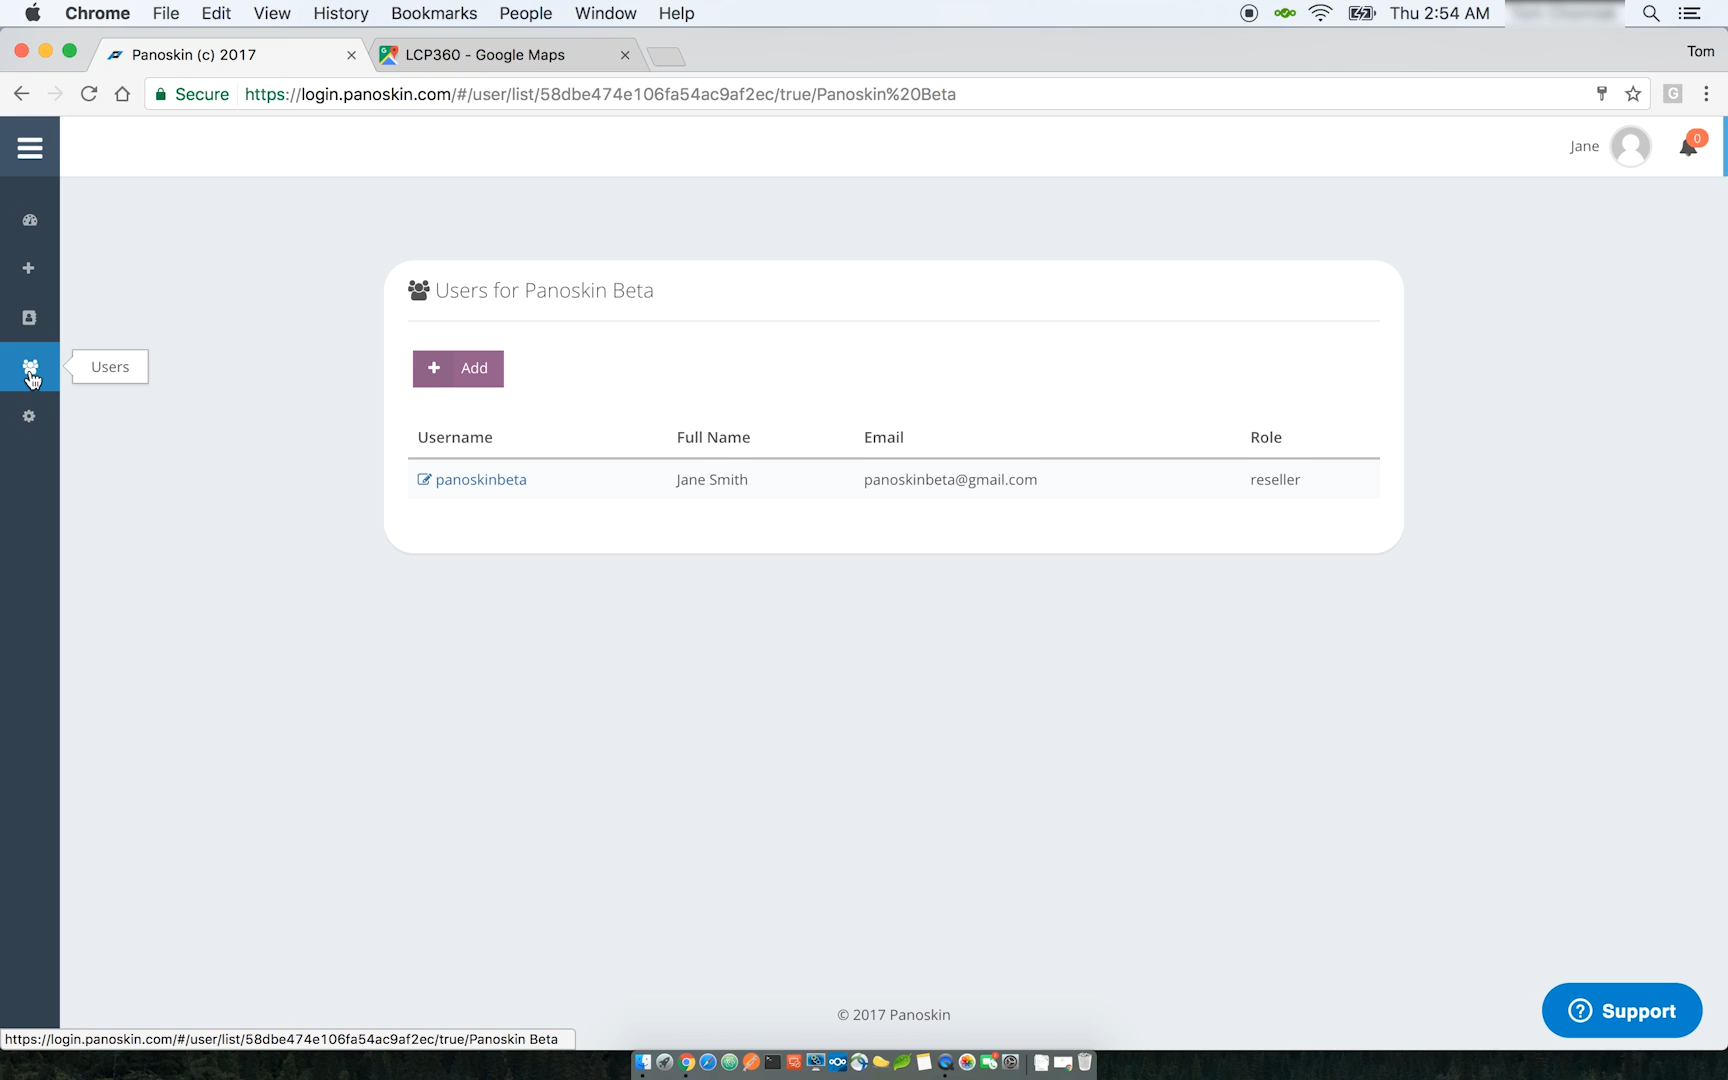 Chrome File Edit View History Bookmarks People Window Help Thu 2:54 AM
Panoskin (c) 2017 LCP360 - Google Maps Tom
Secure https://login.panoskin.com/#/user/list/58dbe474e106fa54ac9af2ec/true/Panoskin%20Beta G
Jane 0
Users for Panoskin Beta
Users
+ Add
Username Full Name Email Role
panoskinbeta Jane Smith panoskinbeta@gmail.com reseller
© 2017 Panoskin
? Support
https://login.panoskin.com/#/user/list/58dbe474e106fa54ac9af2ec/true/Panoskin Beta